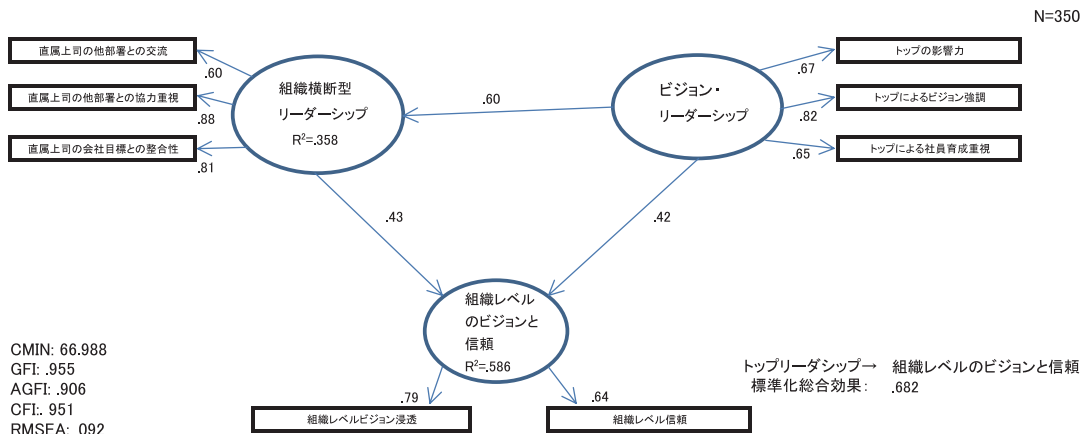 N=350
直属上司の他部署との交流
.60
直属上司の他部署との協力重視
.88
直属上司の会社目標との整合性
.81
組織横断型
リーダーシップ
R²=.358
.60
ビジョン・
リーダーシップ
トップの影響力
.67
トップによるビジョン強調
.82
トップによる社員育成重視
.65
.43
.42
組織レベル
のビジョンと
信頼
R²=.586
.79
.64
組織レベルビジョン浸透
組織レベル信頼
CMIN: 66.988
GFI: .955
AGFI: .906
CFI:. 951
RMSEA: .092
トップリーダシップ→ 組織レベルのビジョンと信頼
標準化総合効果: .682